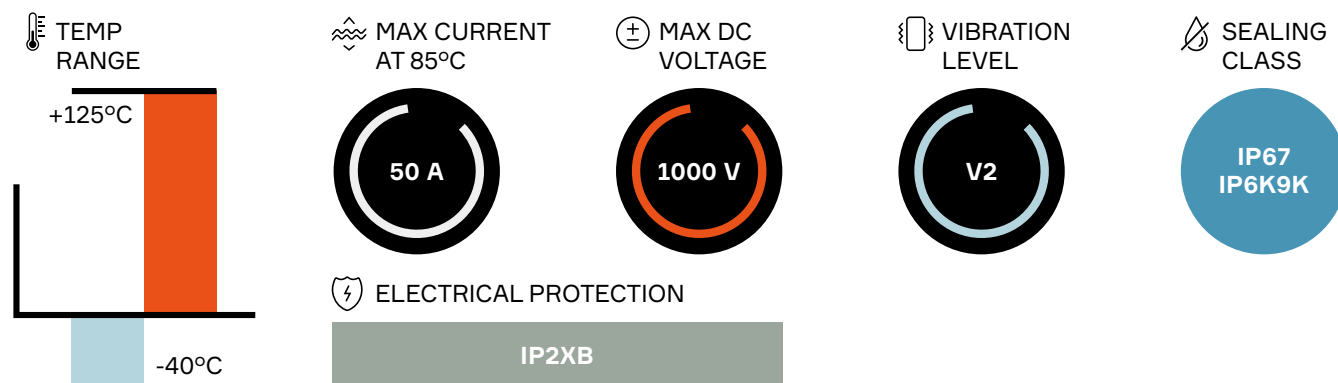 TEMP
RANGE
+125°C
-40°C
MAX CURRENT
AT 85°C
50 A
MAX DC
VOLTAGE
1000 V
VIBRATION
LEVEL
V2
SEALING
CLASS
IP67
IP6K9K
ELECTRICAL PROTECTION
IP2XB